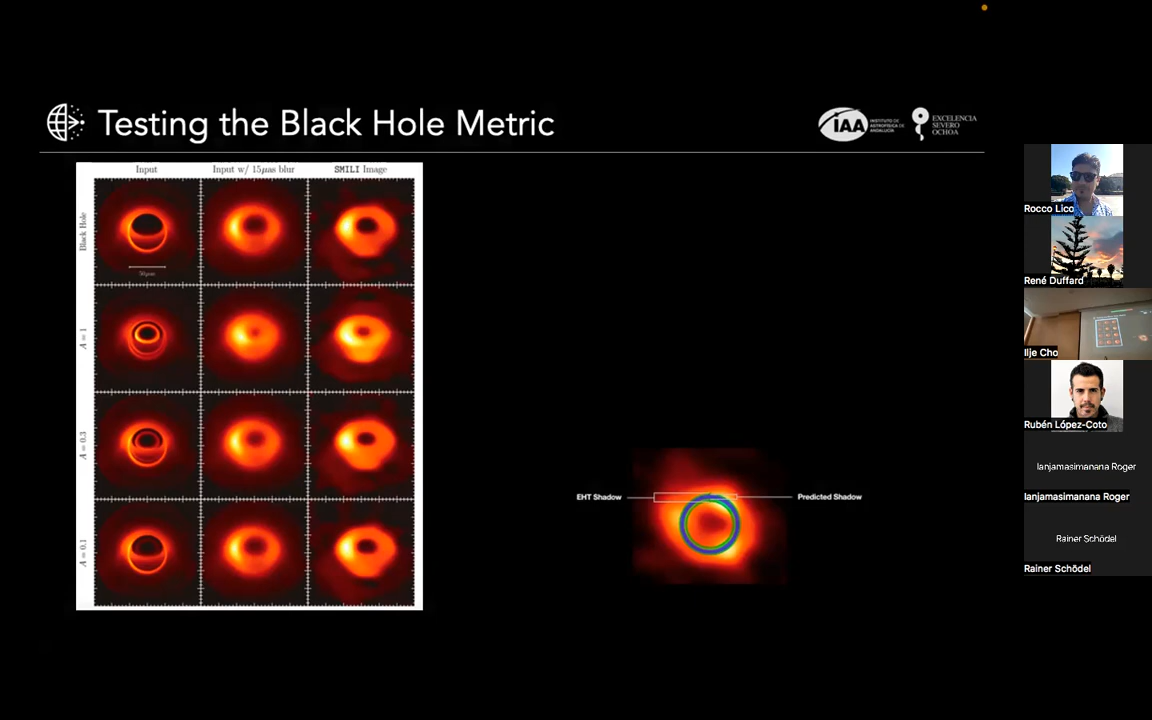 Testing the Black Hole Metric
IAA
INSTITUTO DE
ASTROFÍSICA DE
ANDALUCÍA
EXCELENCIA
SEVERO
OCHOA
Input
Input w/ 15μas blur
SMILI Image
Black Hole
50μas
A = 1
A = 0.3
A = 0.1
EHT Shadow
Predicted Shadow
Rocco Lico
René Duffard
Ilje Cho
Rubén López-Coto
Ianjamasimanana Roger
Ianjamasimanana Roger
Rainer Schödel
Rainer Schödel